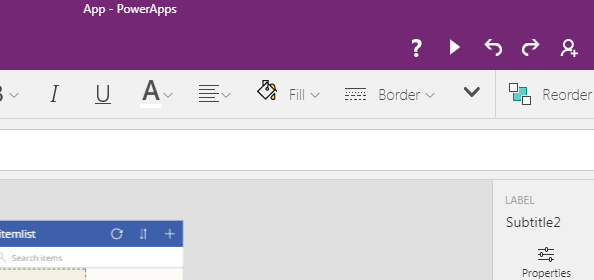 App - PowerApps
?
B I U A Fill Border Reorder
itemlist
Search items
LABEL
Subtitle2
Properties